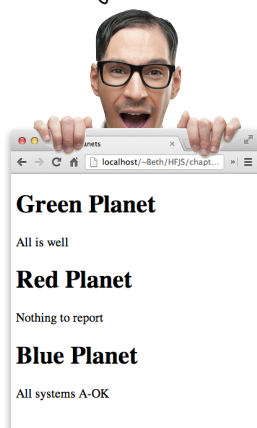 anets
localhost/~Beth/HFJS/chapt...
Green Planet
All is well
Red Planet
Nothing to report
Blue Planet
All systems A-OK